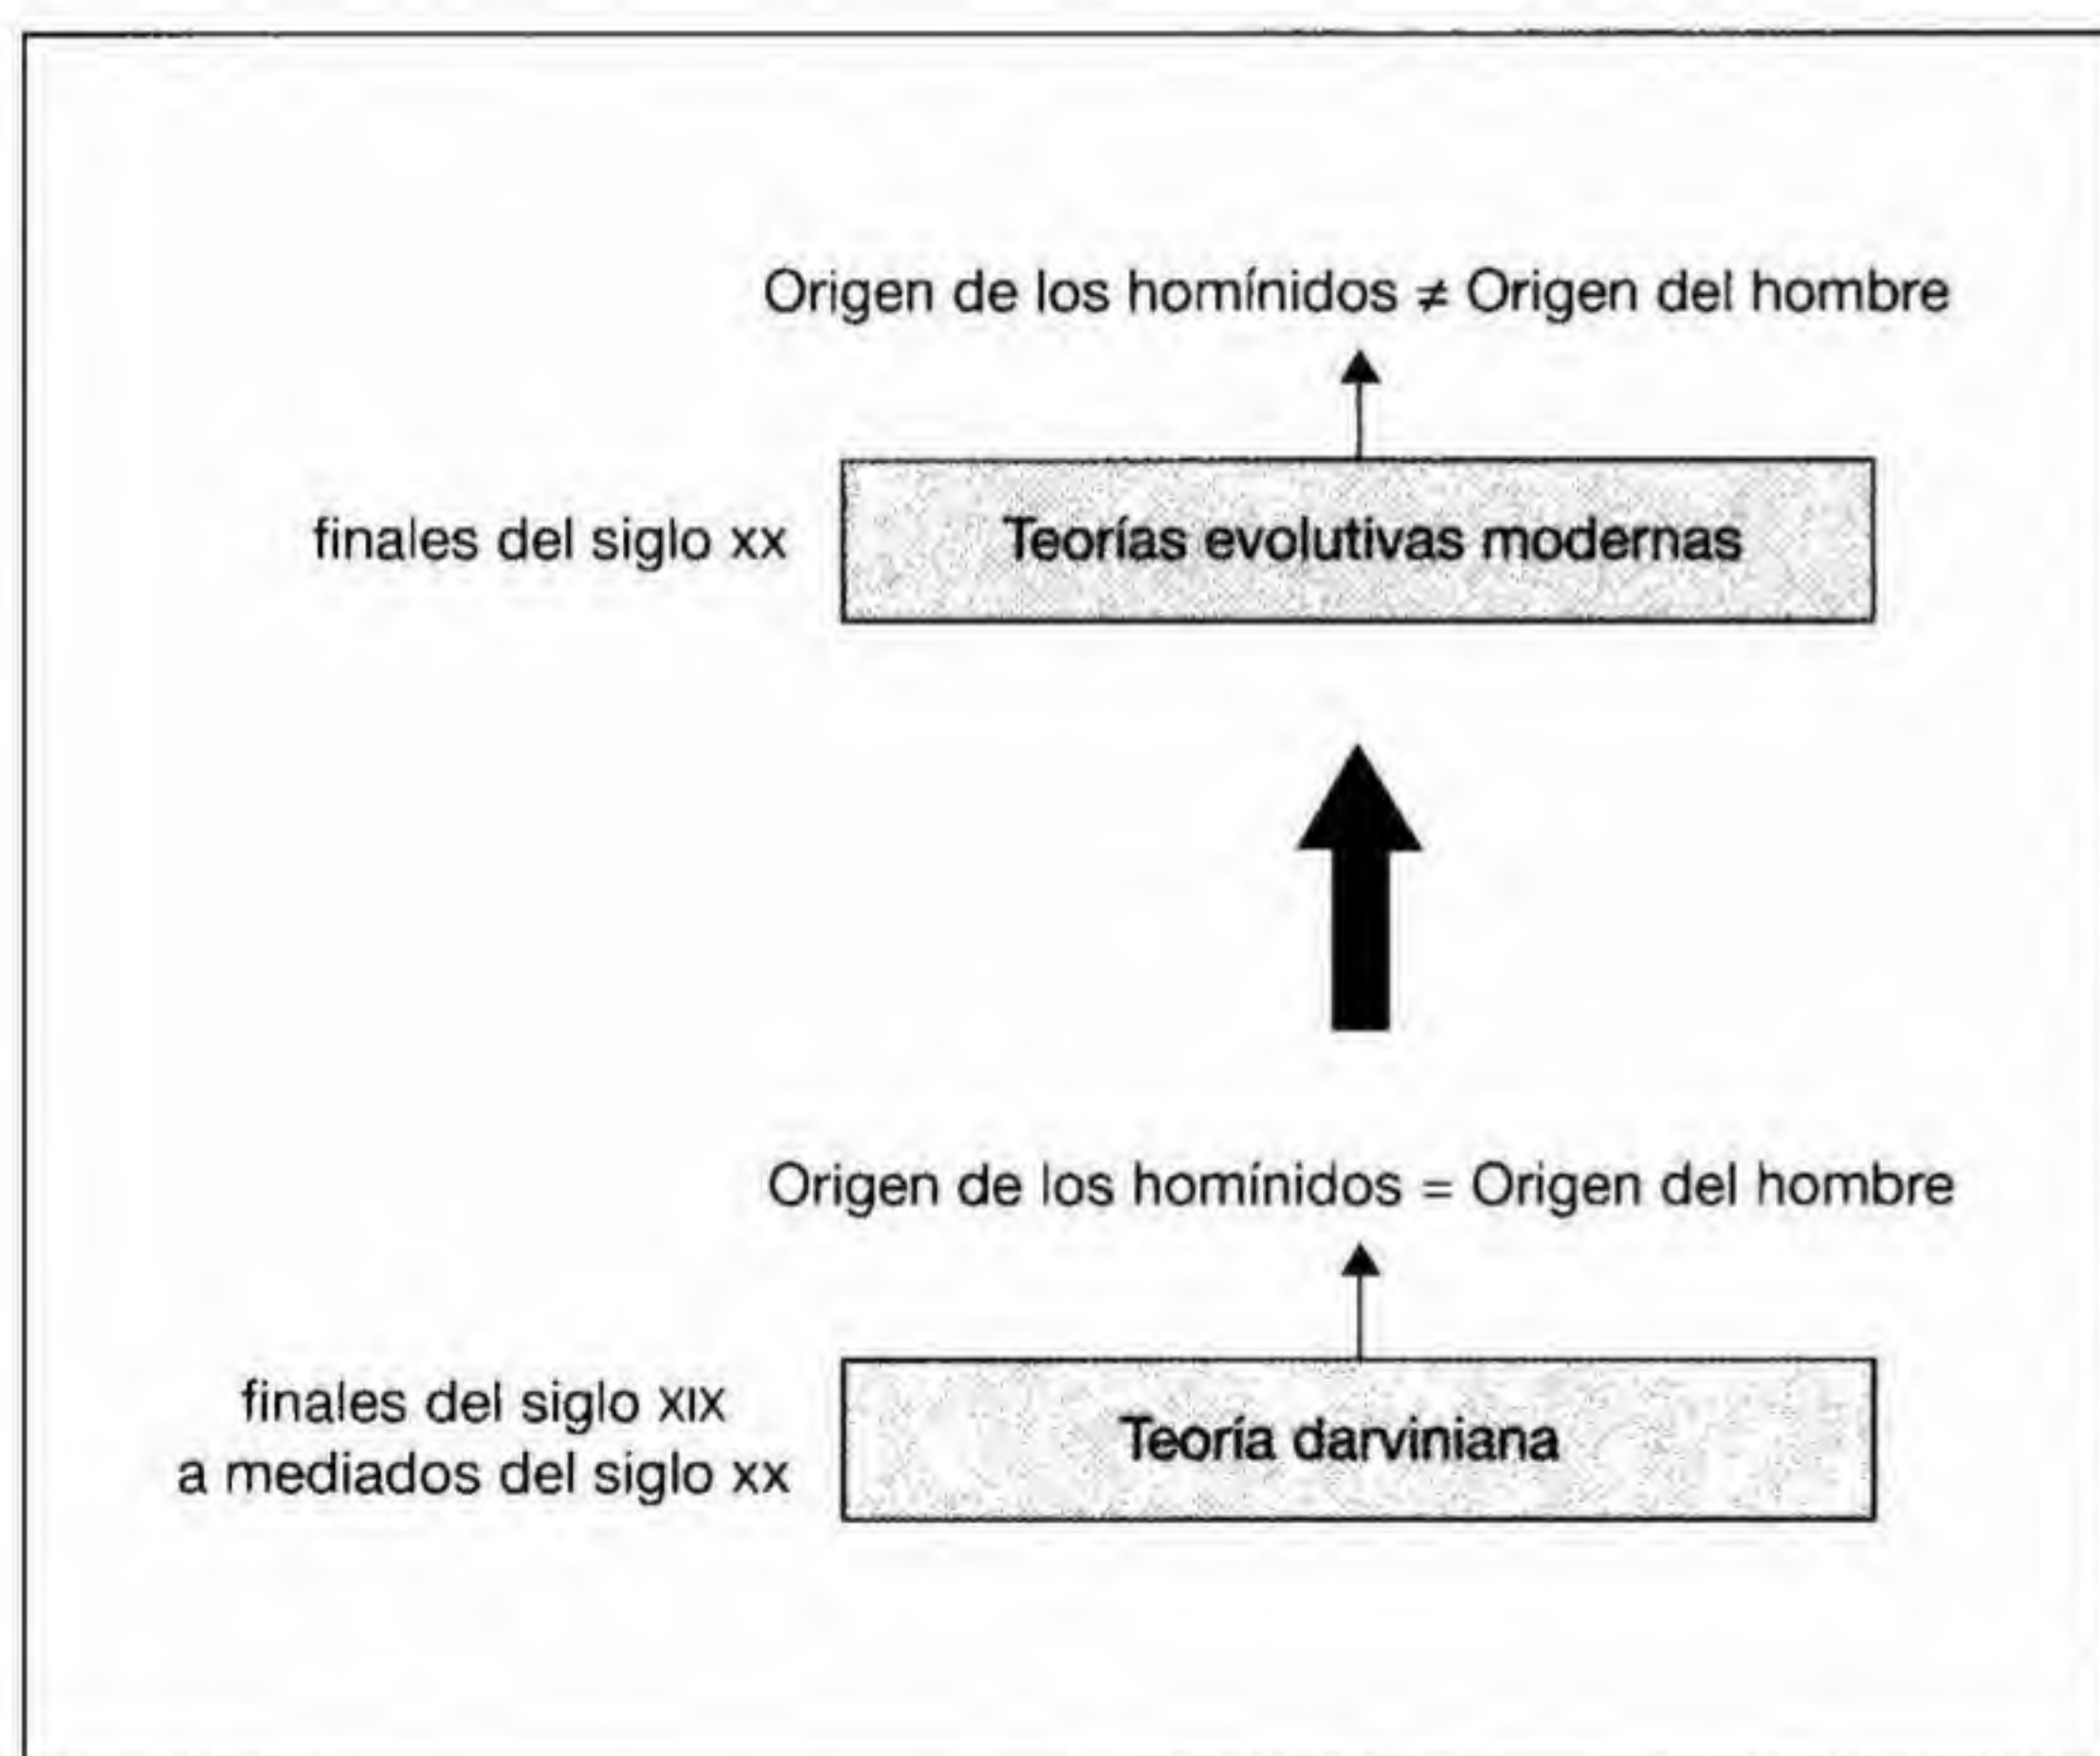 Origen de los homínidos ≠ Origen del hombre
finales del siglo XX
Teorías evolutivas modernas
Origen de los homínidos = Origen del hombre
finales del siglo XIX
a mediados del siglo XX
Teoría darviniana